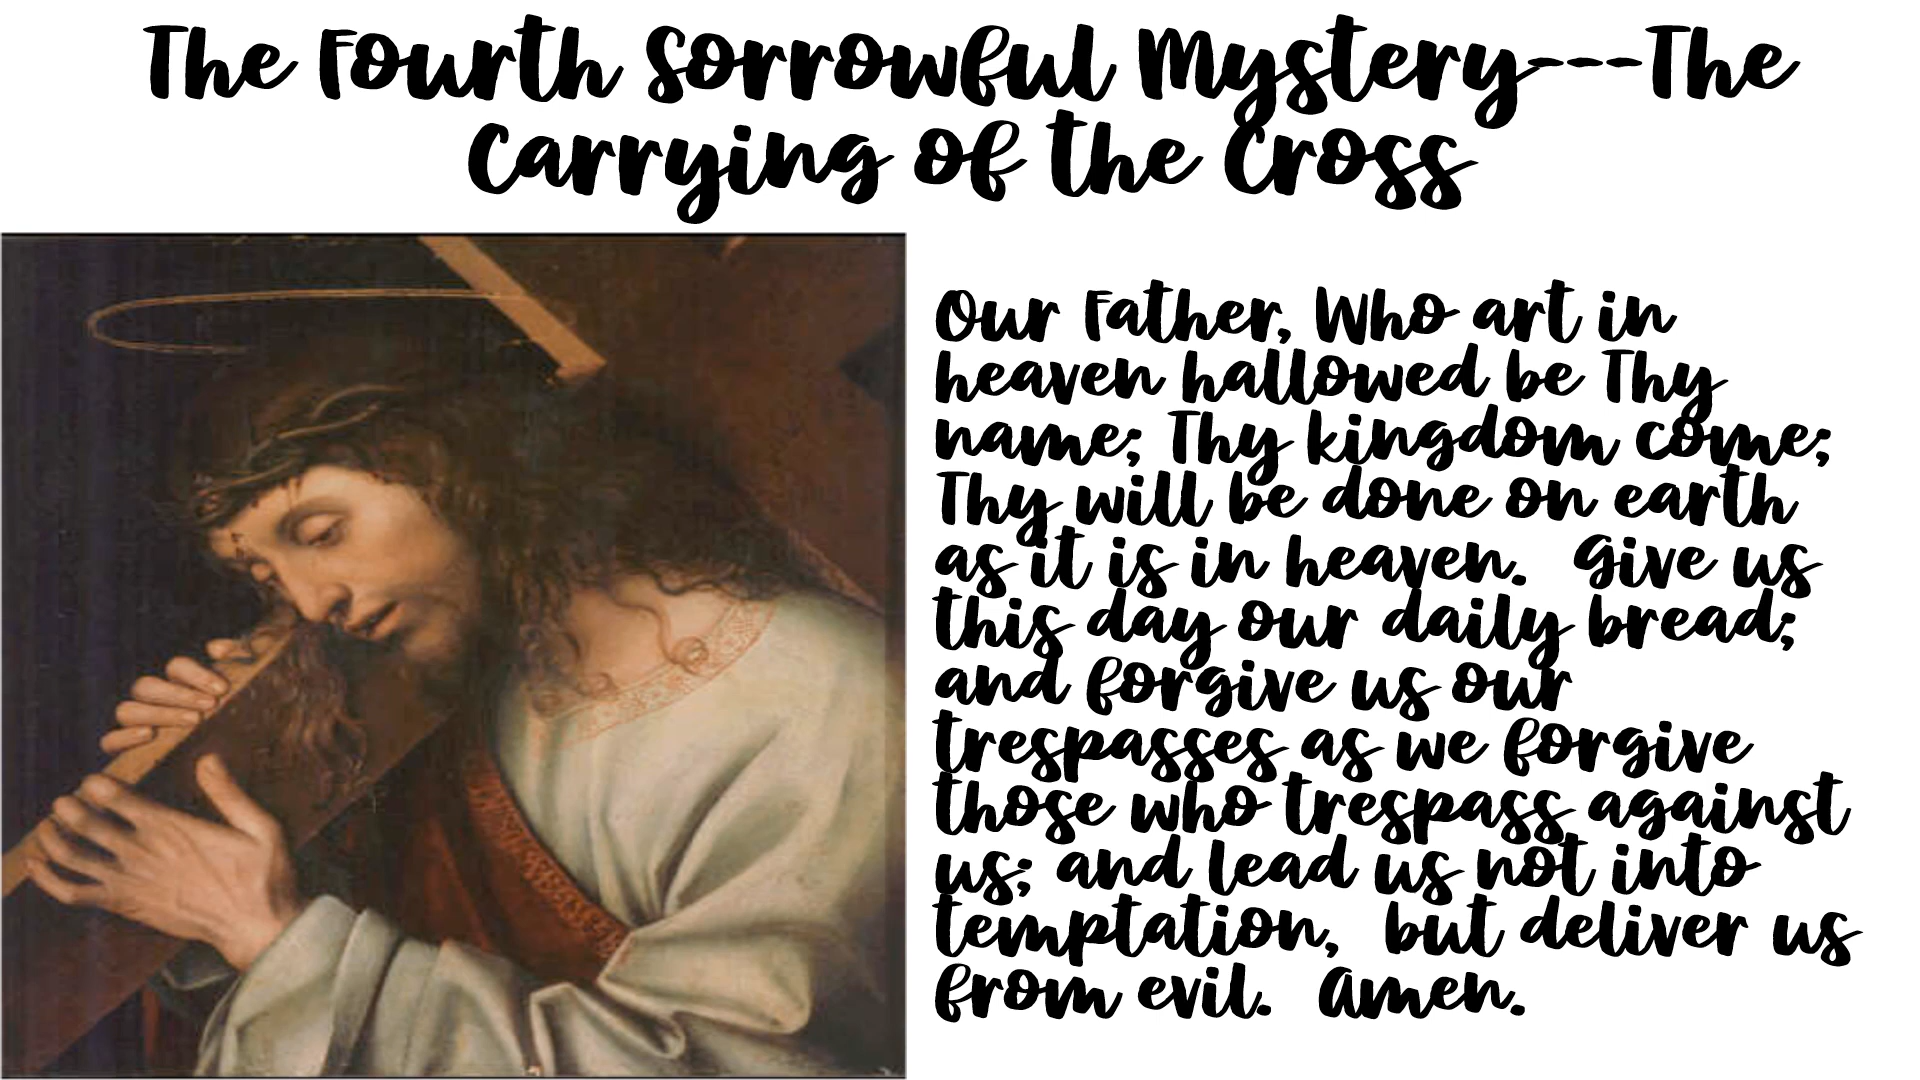 The Fourth Sorrowful Mystery---The
Carrying of the Cross
Our Father, Who art in
heaven hallowed be Thy
name; Thy kingdom come;
Thy will be done on earth
as it is in heaven. Give us
this day our daily bread;
and forgive us our
trespasses as we forgive
those who trespass against
us; and lead us not into
temptation, but deliver us
from evil. Amen.